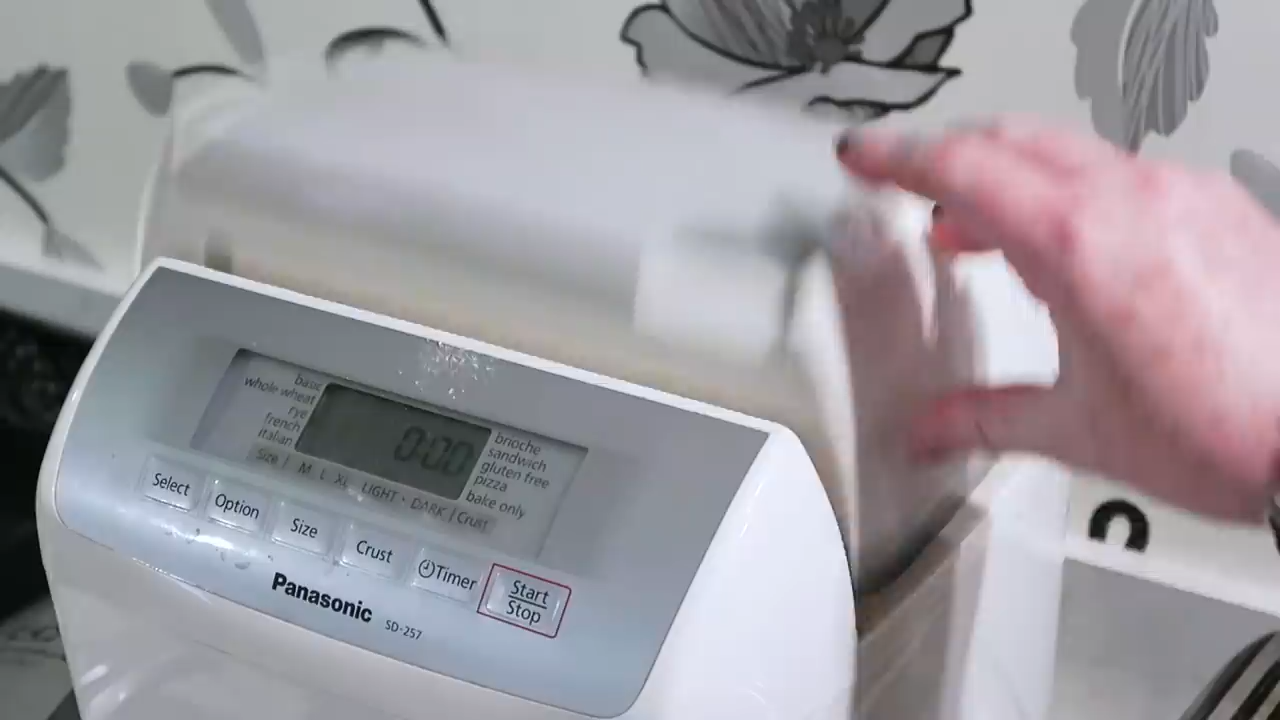 basic
whole wheat
rye
french
italian
0:00
brioche
sandwich
gluten free
pizza
bake only
Size | M L XL LIGHT · DARK | Crust
Select
Option
Size
Crust
Timer
Start
Stop
Panasonic
SD-257